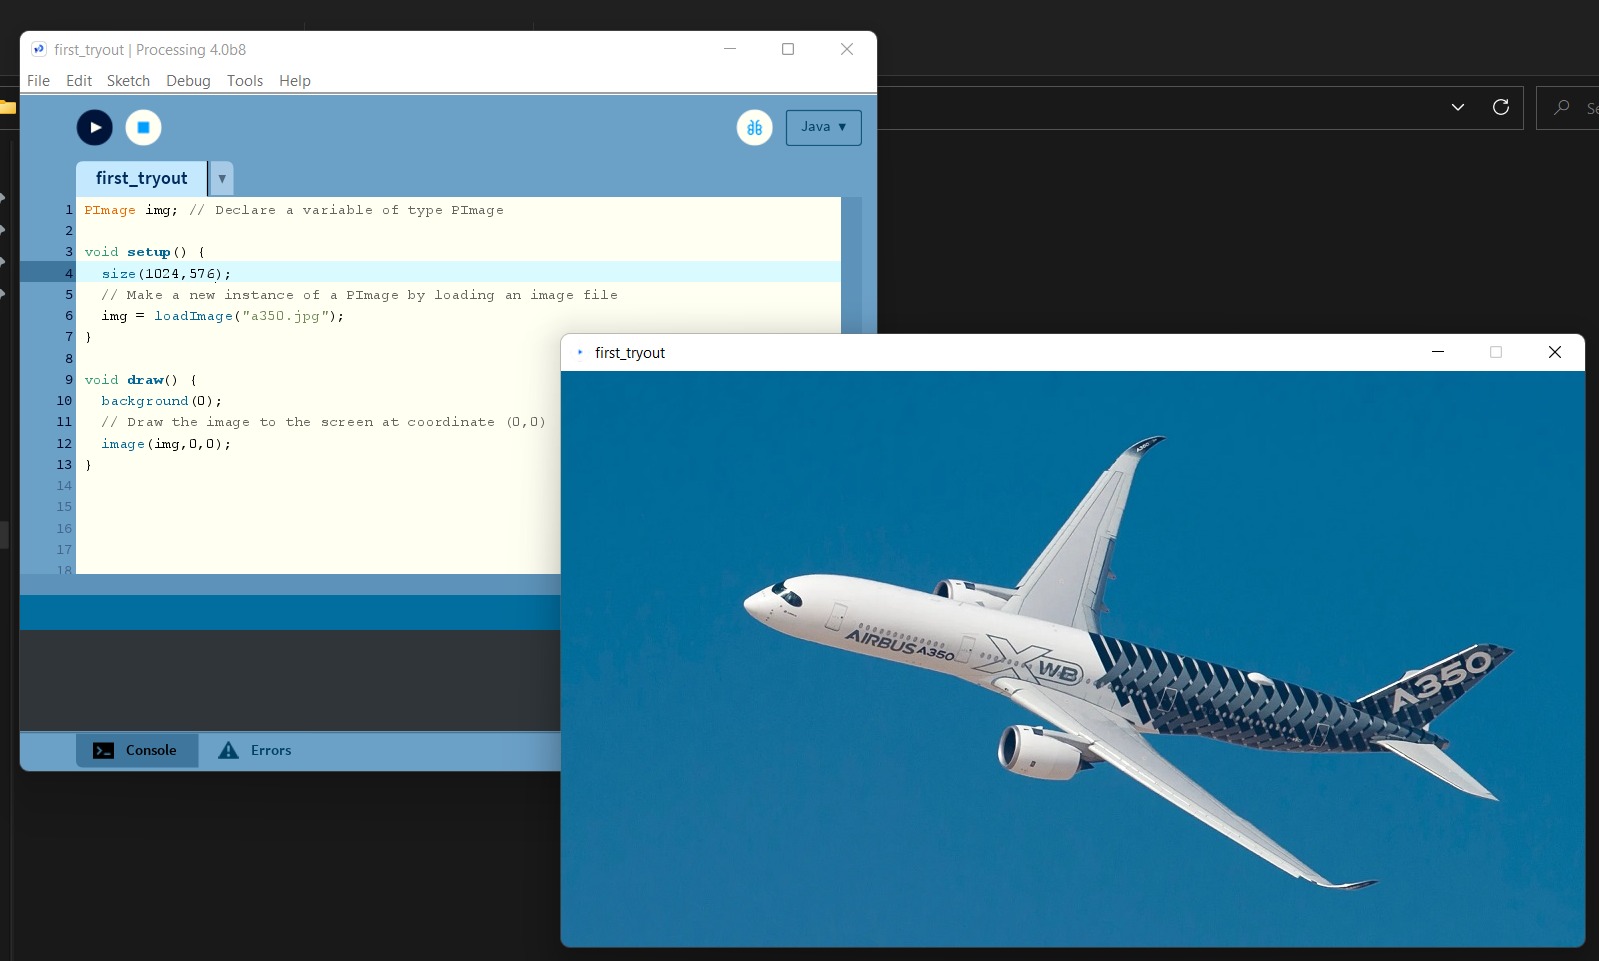 first_tryout | Processing 4.0b8
File Edit Sketch Debug Tools Help
Java ▼
Se
first_tryout ▼
1 PImage img; // Declare a variable of type PImage
2
3 void setup() {
4 size(1024,576);
5 // Make a new instance of a PImage by loading an image file
6 img = loadImage("a350.jpg");
7 }
8
9 void draw() {
10 background(0);
11 // Draw the image to the screen at coordinate (0,0)
12 image(img,0,0);
13 }
14
15
16
17
18
Console Errors
first_tryout
A350
AIRBUS A350
XWB
A350